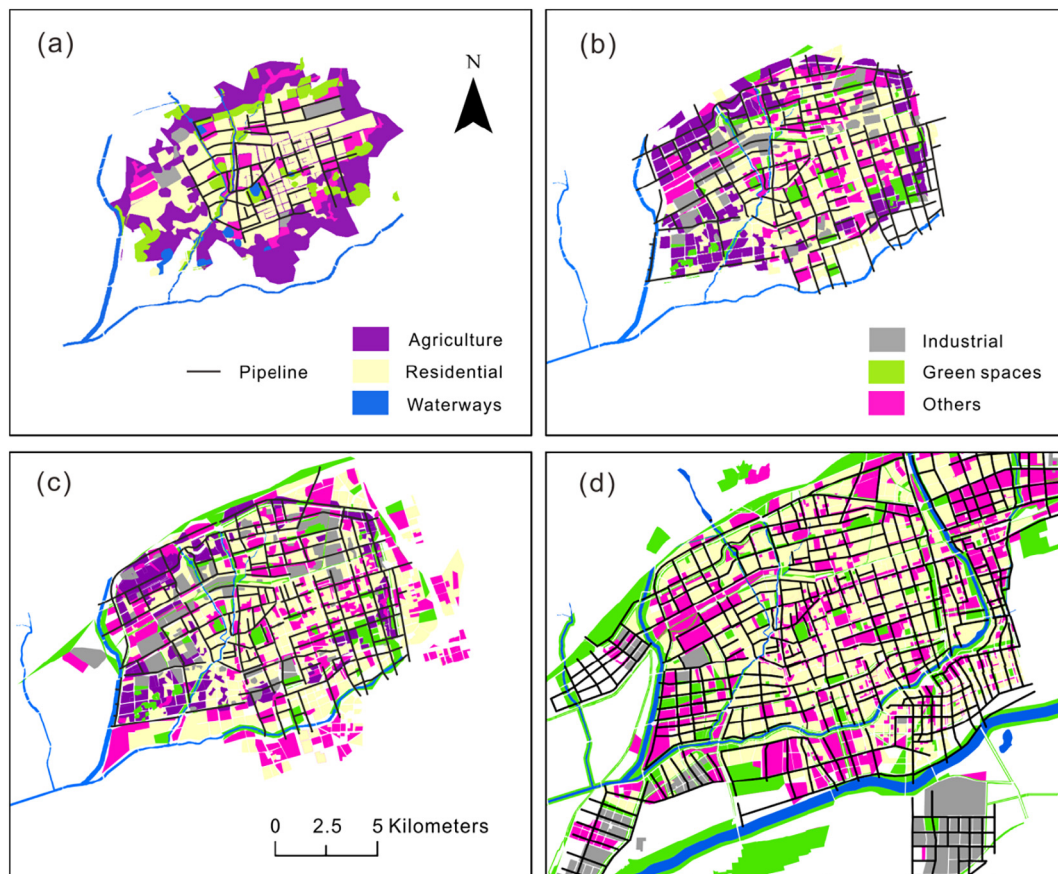 (a)
N
Agriculture
Pipeline
Residential
Waterways
(b)
Industrial
Green spaces
Others
(c)
0 2.5 5 Kilometers
(d)